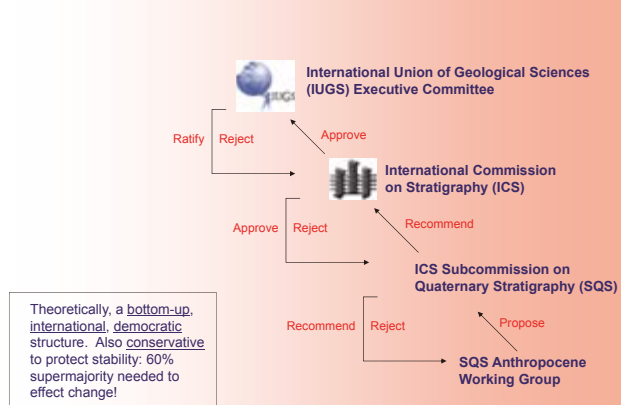 International Union of Geological Sciences
(IUGS) Executive Committee
IUGS
Ratify
Reject
Approve
International Commission
on Stratigraphy (ICS)
Approve
Reject
Recommend
ICS Subcommission on
Quaternary Stratigraphy (SQS)
Theoretically, a bottom-up,
international, democratic
structure. Also conservative
to protect stability: 60%
supermajority needed to
effect change!
Recommend
Reject
Propose
SQS Anthropocene
Working Group